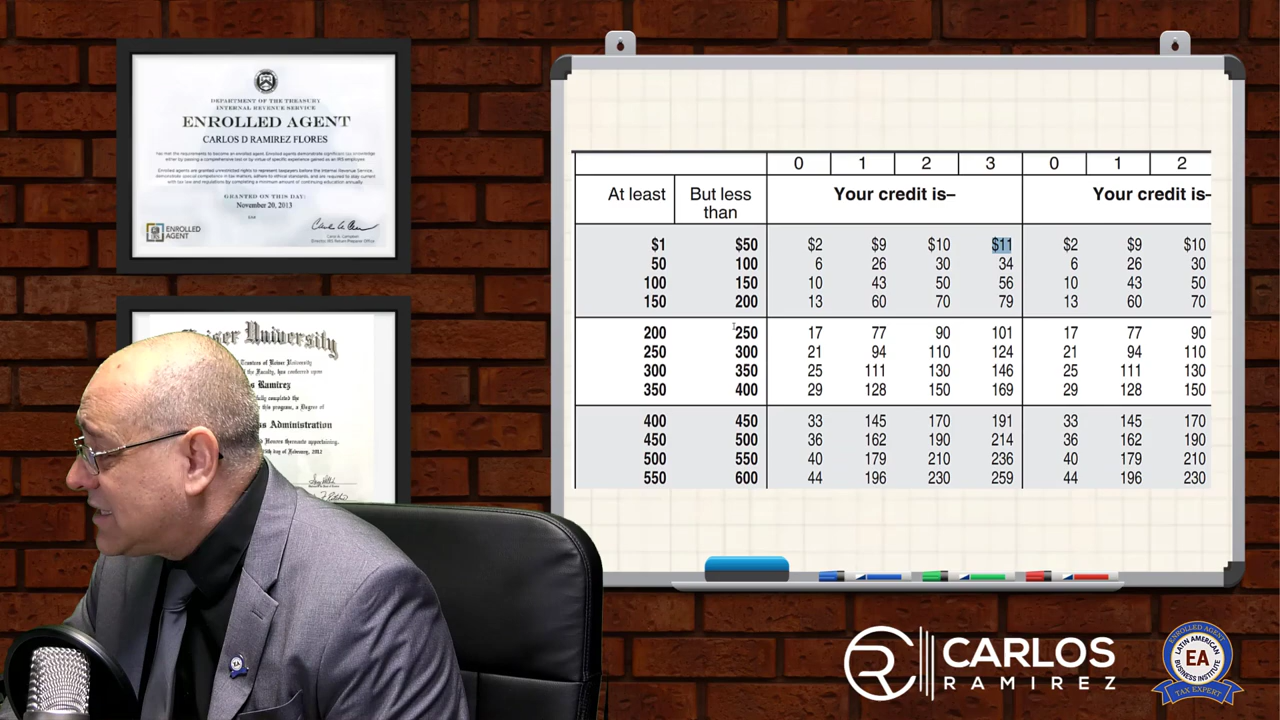 DEPARTMENT OF THE TREASURY
INTERNAL REVENUE SERVICE
ENROLLED AGENT
CARLOS D RAMIREZ FLORES
GRANTED ON THIS DAY:
November 20, 2013
ENROLLED
AGENT
Keiser University
Ramirez
Administration
0 1 2 3 0 1 2
At least But less than Your credit is– Your credit is–
$1 $50 $2 $9 $10 $11 $2 $9 $10
50 100 6 26 30 34 6 26 30
100 150 10 43 50 56 10 43 50
150 200 13 60 70 79 13 60 70
200 250 17 77 90 101 17 77 90
250 300 21 94 110 124 21 94 110
300 350 25 111 130 146 25 111 130
350 400 29 128 150 169 29 128 150
400 450 33 145 170 191 33 145 170
450 500 36 162 190 214 36 162 190
500 550 40 179 210 236 40 179 210
550 600 44 196 230 259 44 196 230
CARLOS
RAMIREZ
ENROLLED AGENT
LATIN AMERICAN
EA
BUSINESS INSTITUTE
TAX EXPERT